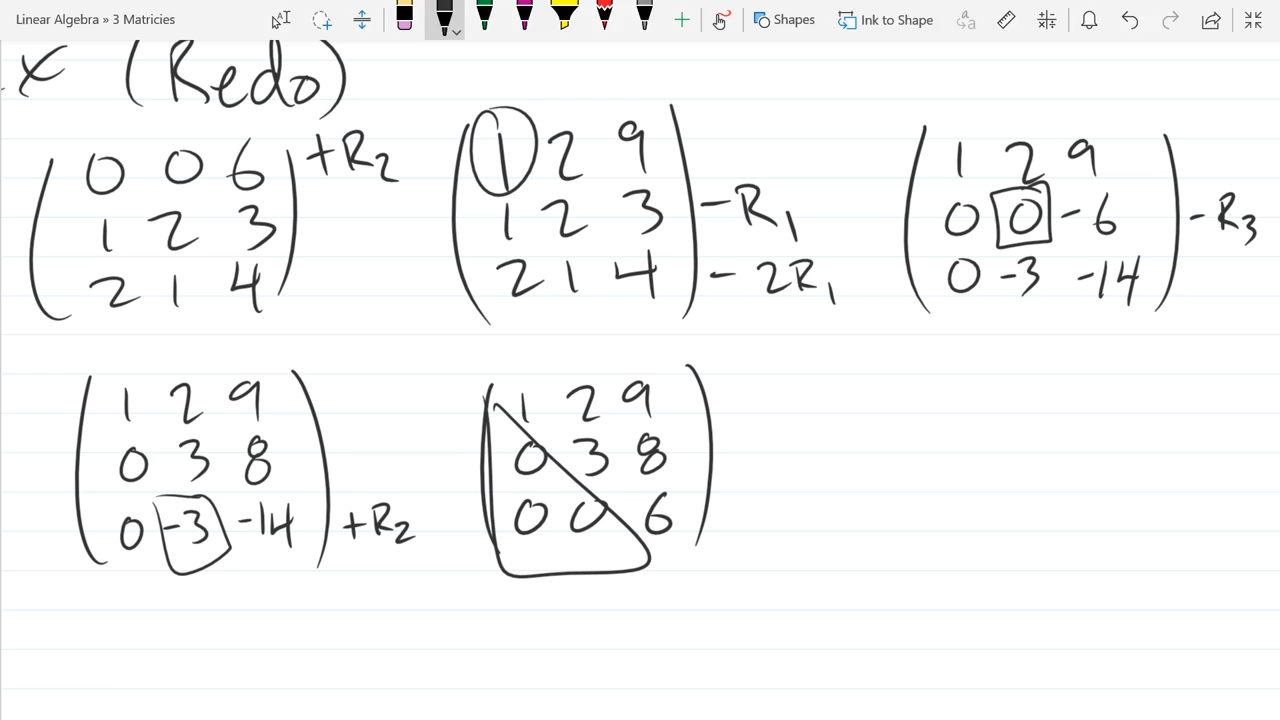 Linear Algebra » 3 Matricies
Shapes
Ink to Shape
x (Redo)
( 0 0 6 ) +R2
( 1 2 3 )
( 2 1 4 )
( 1 2 9 )
( 1 2 3 ) -R1
( 2 1 4 ) - 2R1
( 1 2 9 )
( 0 0 -6 ) - R3
( 0 -3 -14 )
( 1 2 9 )
( 0 3 8 )
( 0 -3 -14 ) +R2
( 1 2 9 )
( 0 3 8 )
( 0 0 6 )